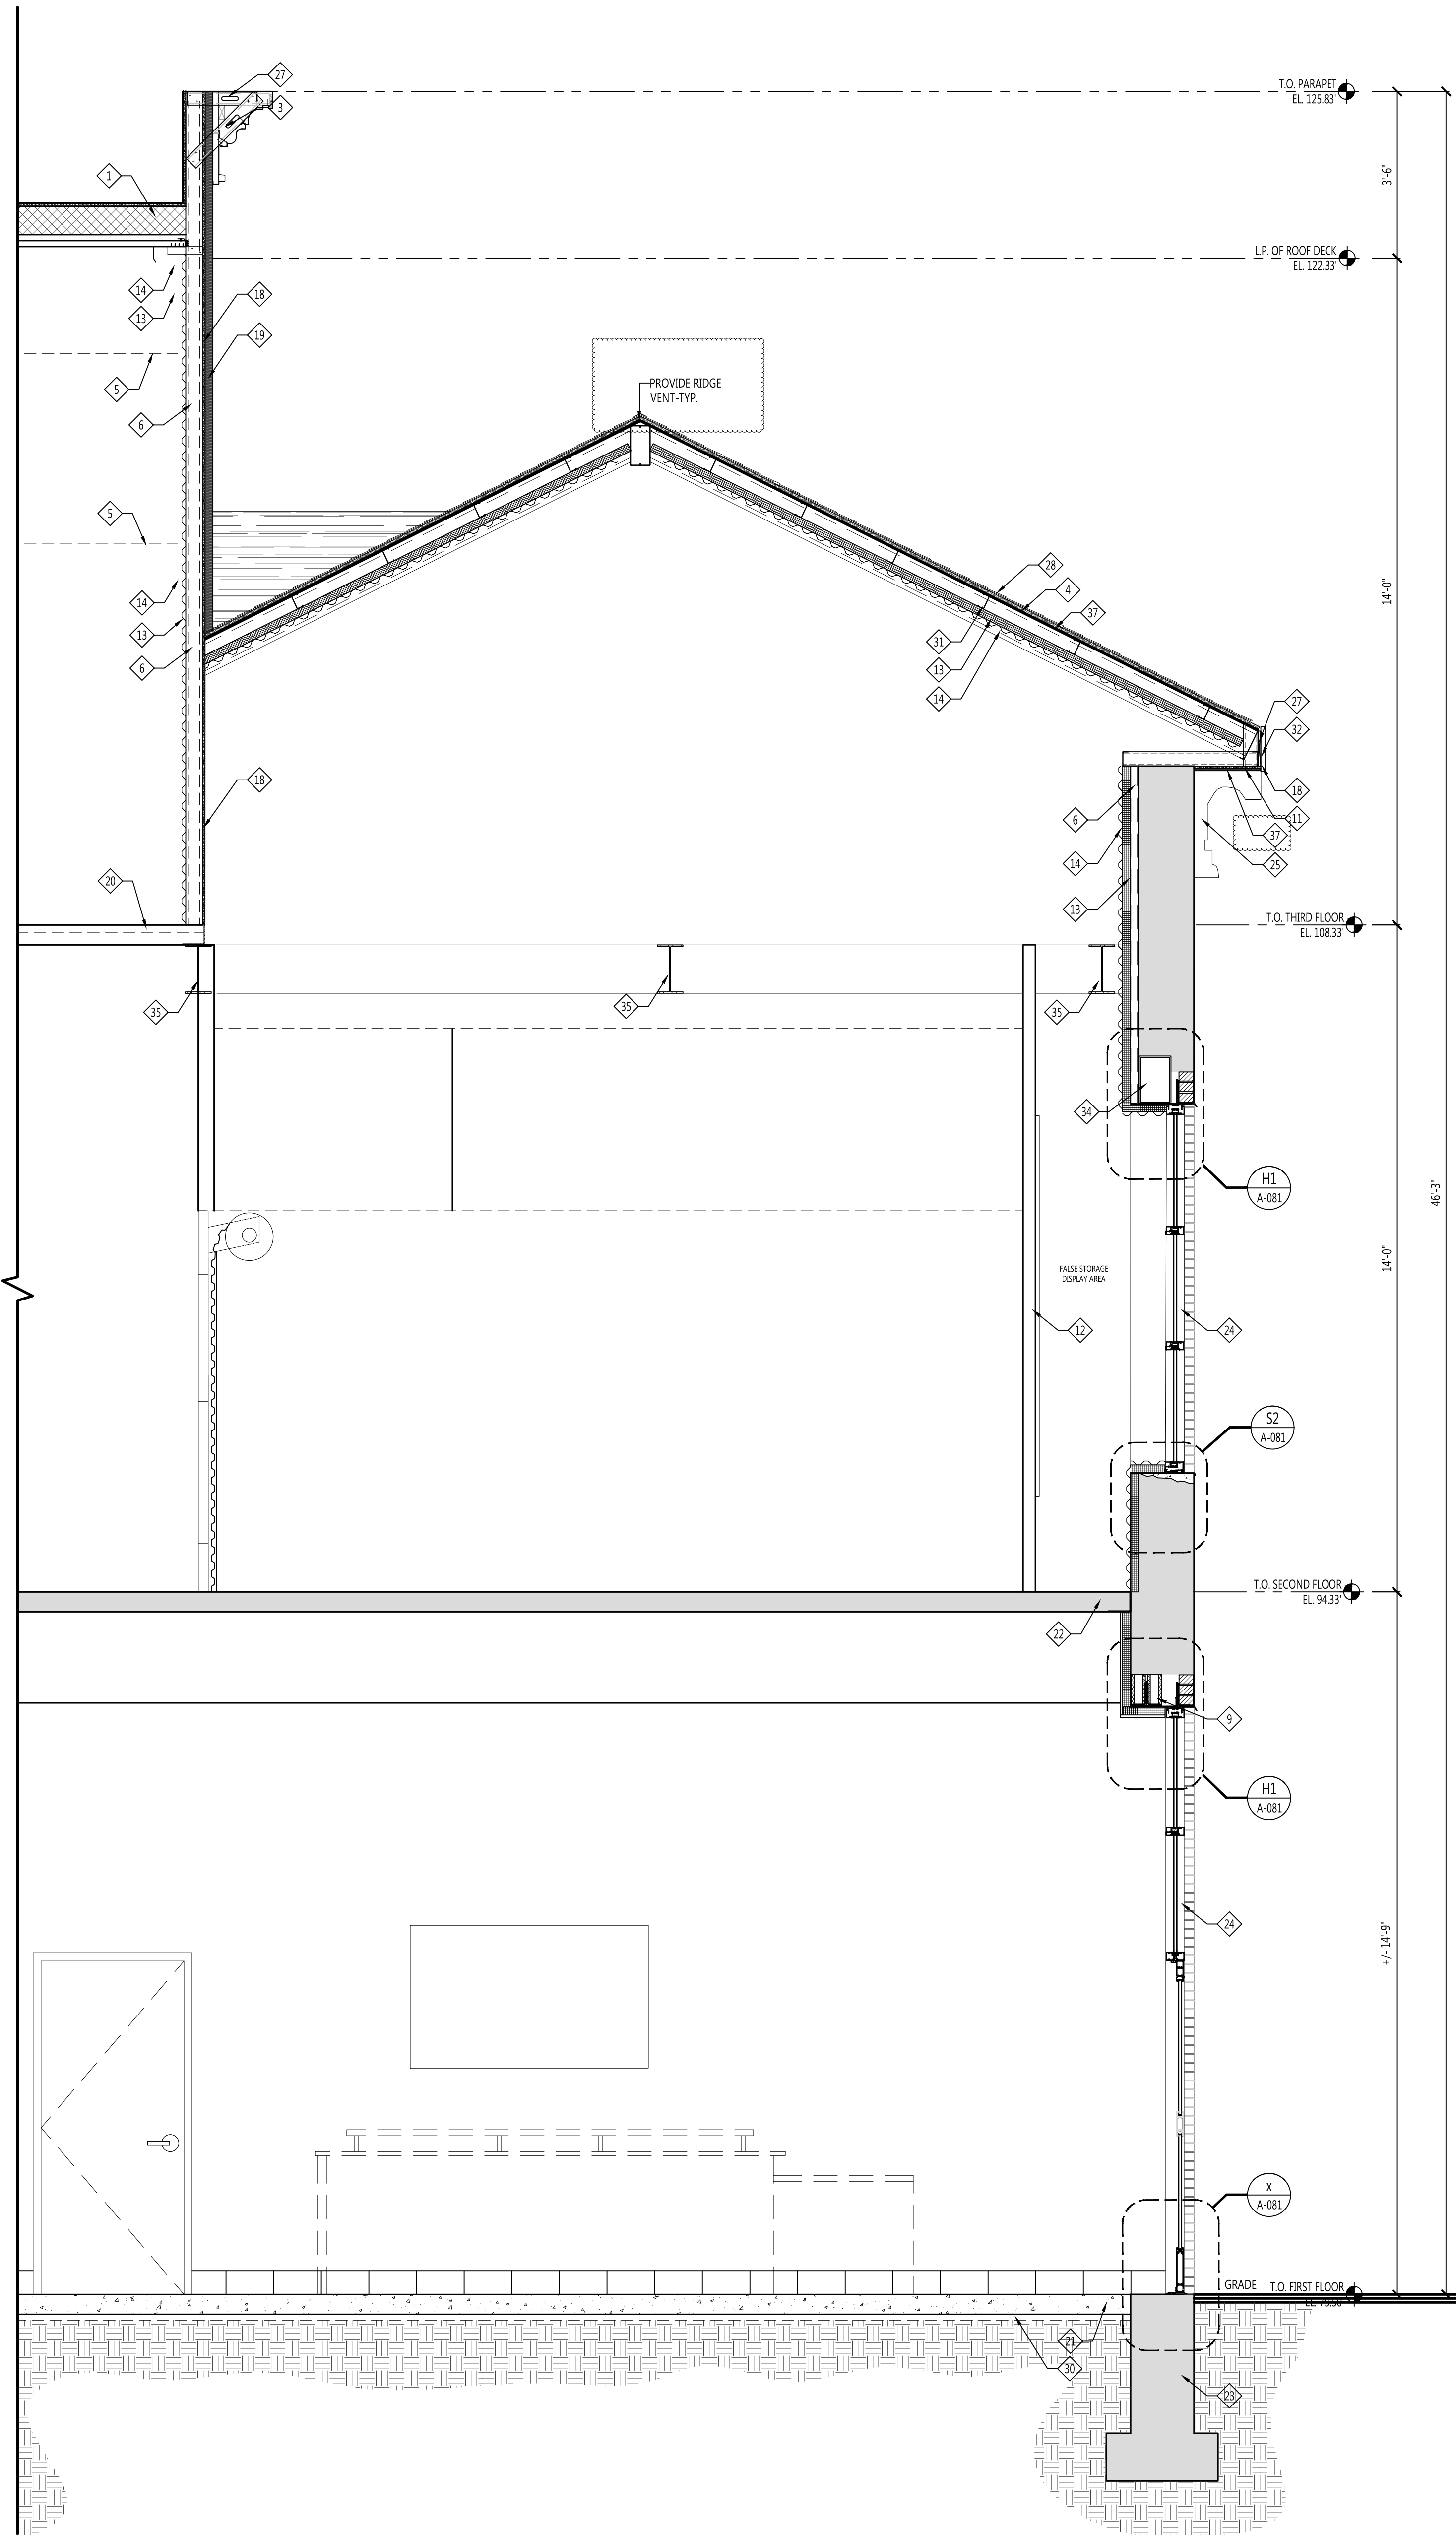 27
T.O. PARAPET
EL. 125.83'
3
1
3'-6"
L.P. OF ROOF DECK
EL. 122.33'
14
18
13
19
PROVIDE RIDGE
VENT-TYP.
5
6
5
28
4
14'-0"
14
37
13
31
6
13
14
27
32
18
18
6
11
37
14
25
20
13
T.O. THIRD FLOOR
EL. 108.33'
35
35
35
34
H1
A-081
46'-3"
14'-0"
FALSE STORAGE
DISPLAY AREA
12
24
S2
A-081
T.O. SECOND FLOOR
EL. 94.33'
22
9
H1
A-081
24
+/- 14'-9"
X
A-081
GRADE
T.O. FIRST FLOOR
EL. 79.58'
21
30
23